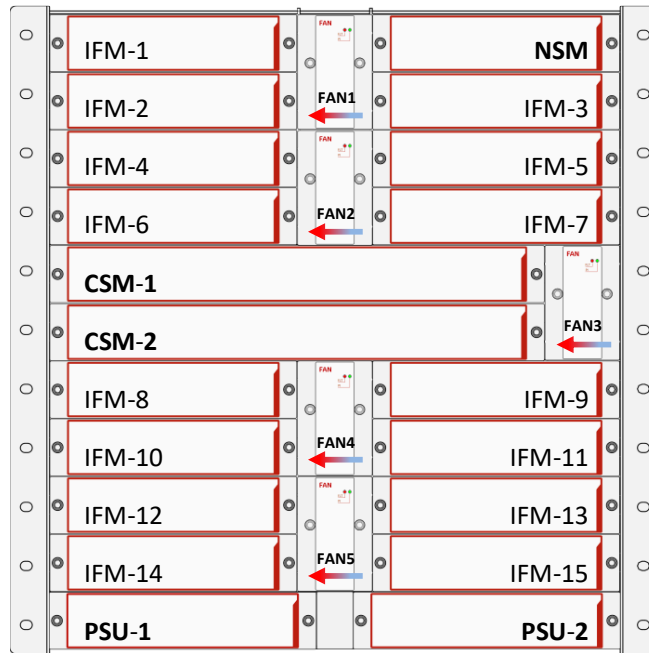 IFM-1
FAN
NSM
IFM-2
FAN1
IFM-3
IFM-4
FAN
IFM-5
IFM-6
FAN2
IFM-7
CSM-1
FAN
CSM-2
FAN3
IFM-8
FAN
IFM-9
IFM-10
FAN4
IFM-11
IFM-12
FAN
IFM-13
IFM-14
FAN5
IFM-15
PSU-1
PSU-2